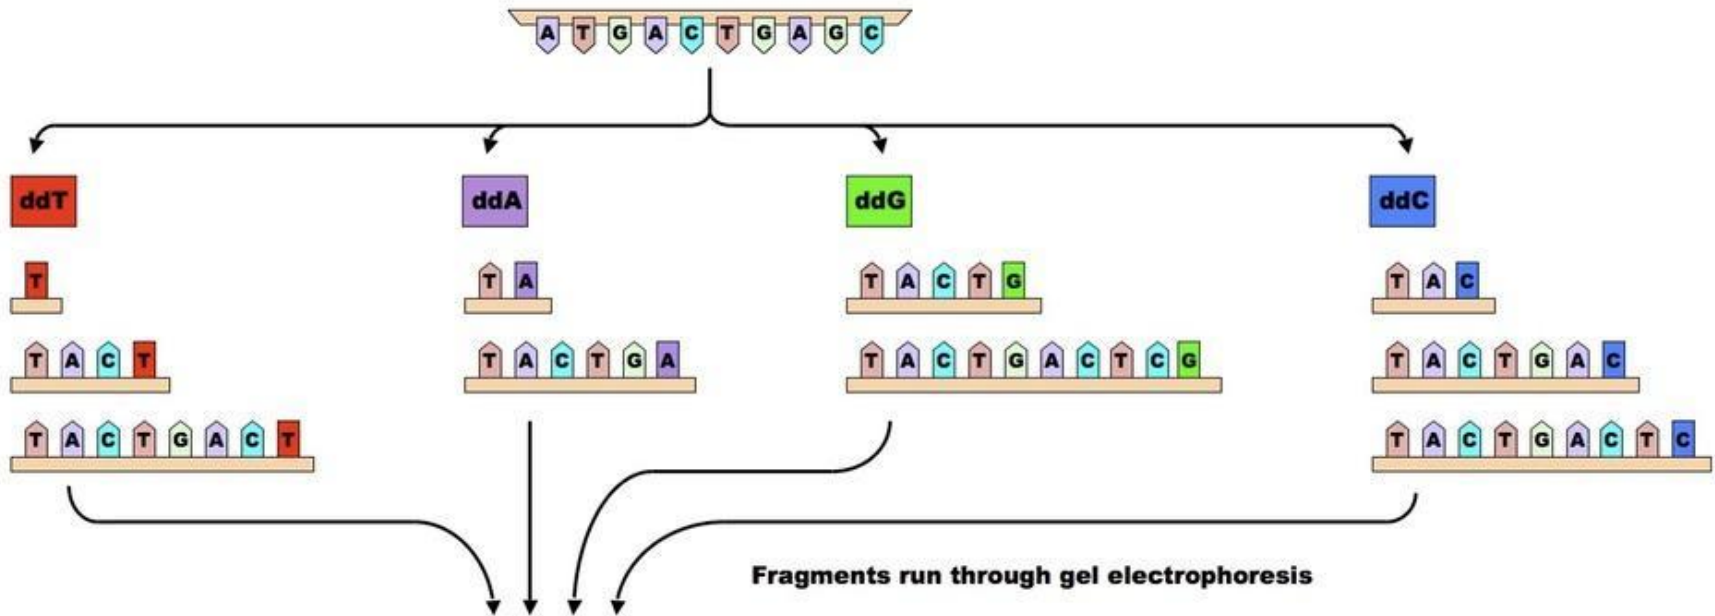 A T G A C T G A G C
ddT ddA ddG ddC
T T A T A C T G T A C
T A C T T A C T G A T A C T G A C T C G T A C T G A C
T A C T G A C T T A C T G A C T C
Fragments run through gel electrophoresis